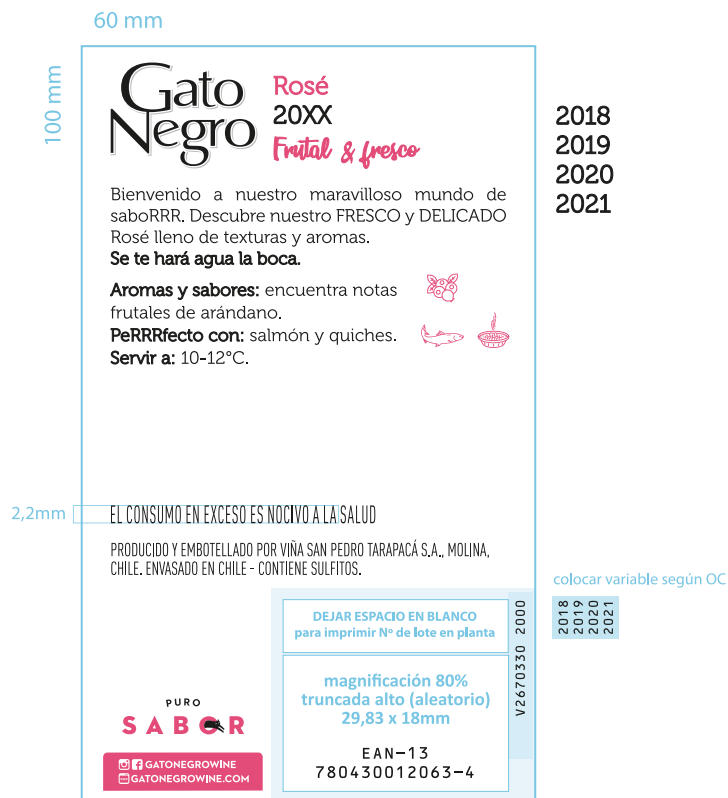 60 mm
100 mm
Gato
Negro
Rosé
20XX
Frutal & fresco
2018
2019
2020
2021
Bienvenido a nuestro maravilloso mundo de
saboRRR. Descubre nuestro FRESCO y DELICADO
Rosé lleno de texturas y aromas.
Se te hará agua la boca.
Aromas y sabores: encuentra notas
frutales de arándano.
PeRRRfecto con: salmón y quiches.
Servir a: 10-12°C.
2,2mm
EL CONSUMO EN EXCESO ES NOCIVO A LA SALUD
PRODUCIDO Y EMBOTELLADO POR VIÑA SAN PEDRO TARAPACÁ S.A., MOLINA,
CHILE. ENVASADO EN CHILE - CONTIENE SULFITOS.
colocar variable según OC
2018
2019
2020
2021
DEJAR ESPACIO EN BLANCO
para imprimir Nº de lote en planta
V2670330 2000
magnificación 80%
truncada alto (aleatorio)
29,83 x 18mm
EAN-13
780430012063-4
PURO
SABOR
GATONEGROWINE
GATONEGROWINE.COM